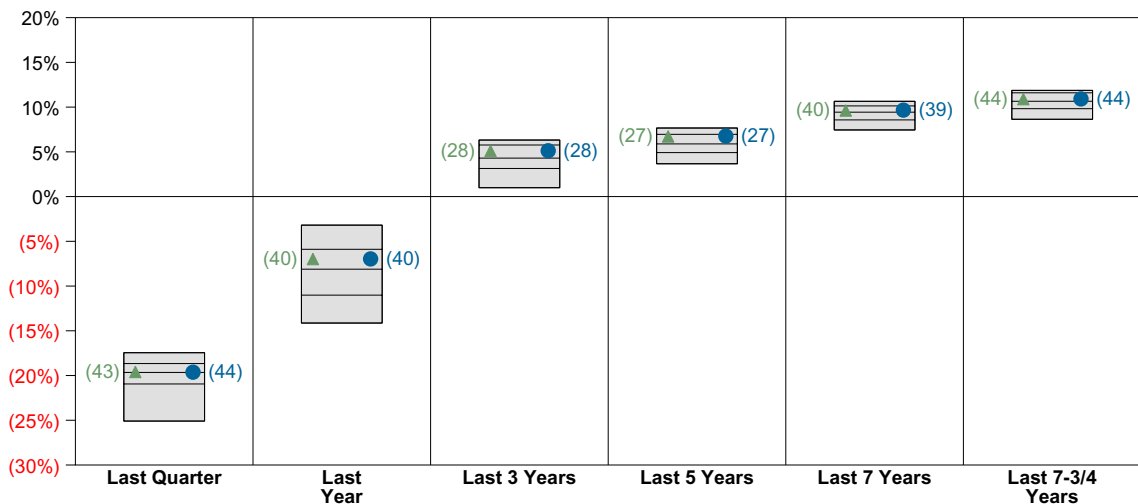 20%
15%
10%
5%
0%
(5%)
(10%)
(15%)
(20%)
(25%)
(30%)
(43) (44)
(40) (40)
(28) (28)
(27) (27)
(40) (39)
(44) (44)
Last Quarter
Last
Year
Last 3 Years
Last 5 Years
Last 7 Years
Last 7-3/4
Years